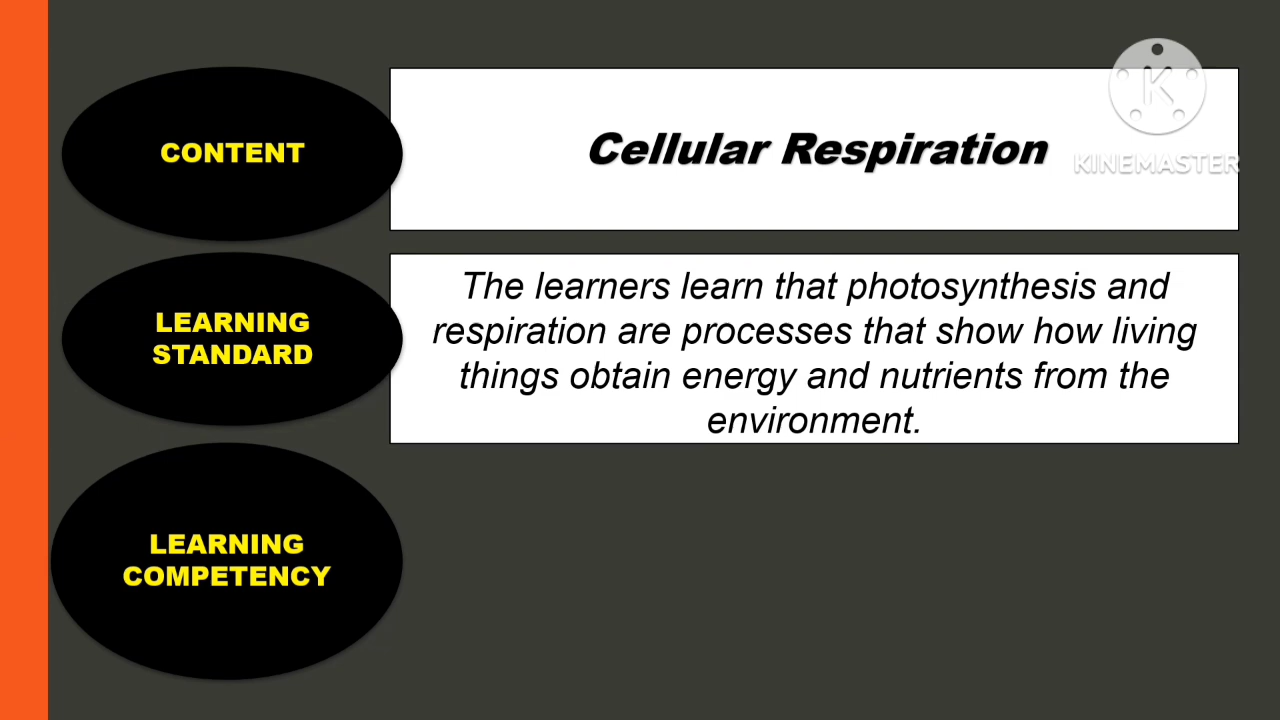 CONTENT
Cellular Respiration
K
KINEMASTER
LEARNING
STANDARD
The learners learn that photosynthesis and
respiration are processes that show how living
things obtain energy and nutrients from the
environment.
LEARNING
COMPETENCY